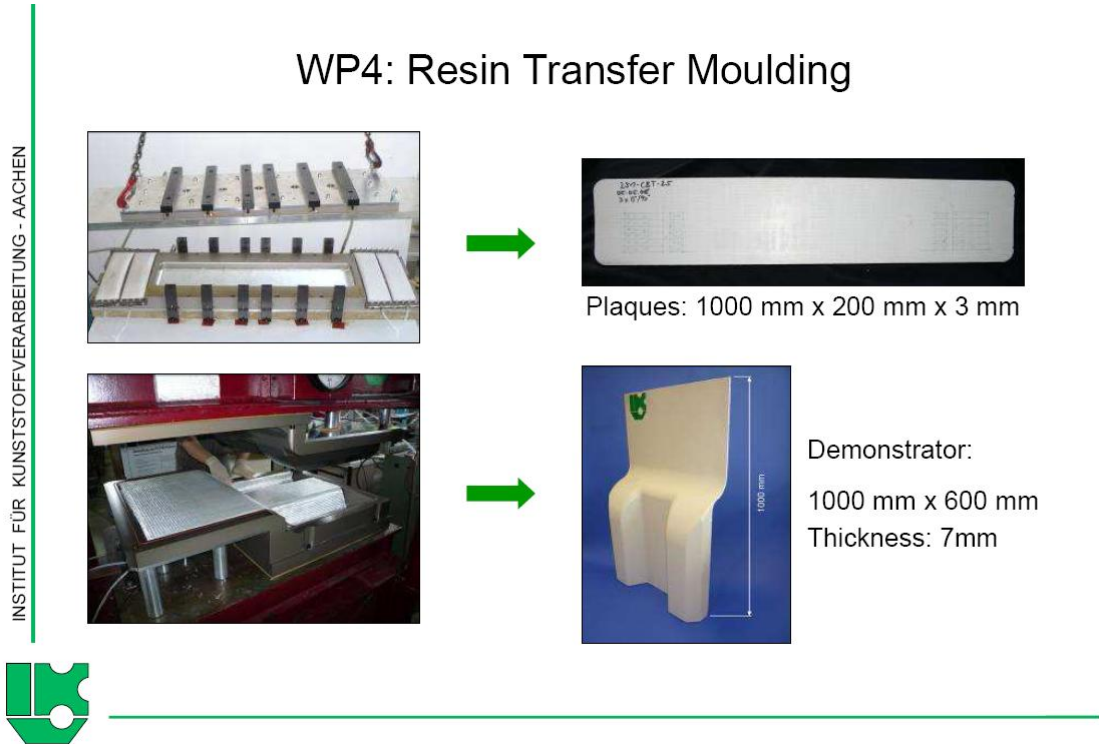 WP4: Resin Transfer Moulding
INSTITUT FÜR KUNSTSTOFFVERARBEITUNG - AACHEN
Plaques: 1000 mm x 200 mm x 3 mm
1000 mm
Demonstrator:
1000 mm x 600 mm
Thickness: 7mm